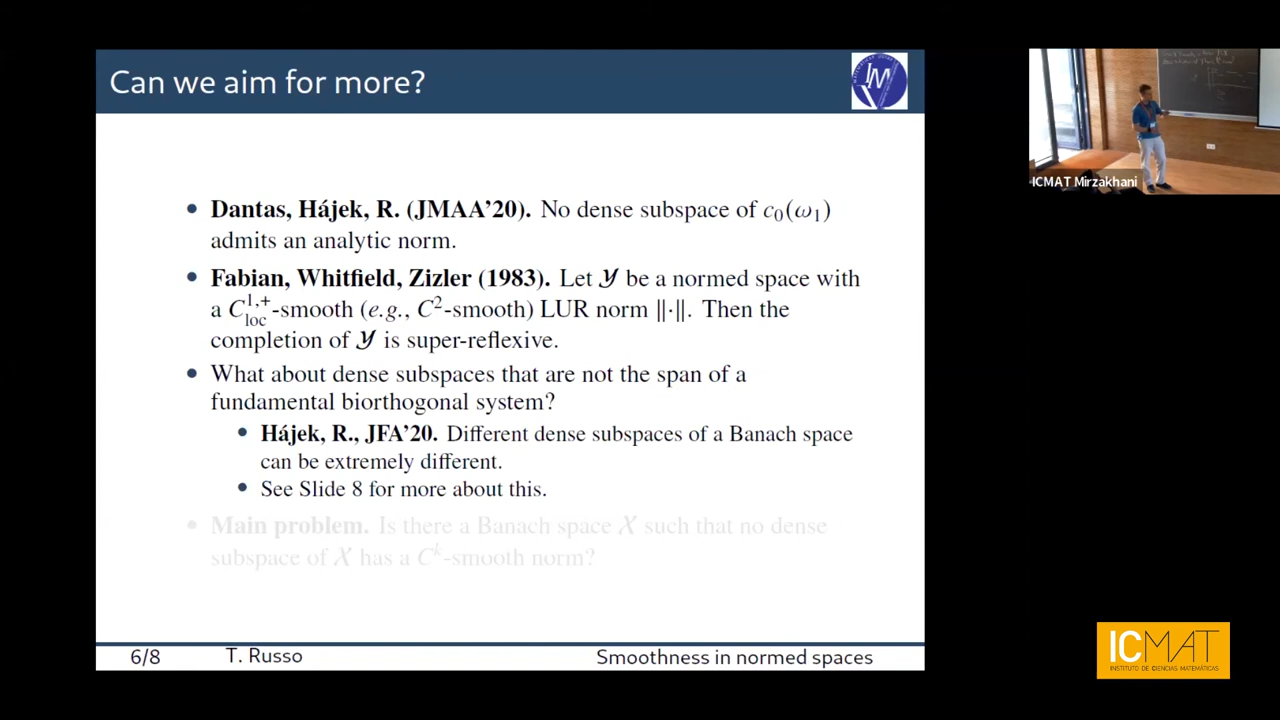 Can we aim for more?
• Dantas, Hájek, R. (JMAA’20). No dense subspace of c₀(ω₁)
admits an analytic norm.
• Fabian, Whitfield, Zizler (1983). Let 𝒴 be a normed space with
a C^{1,+}_{loc}-smooth (e.g., C²-smooth) LUR norm ‖·‖. Then the
completion of 𝒴 is super-reflexive.
• What about dense subspaces that are not the span of a
fundamental biorthogonal system?
• Hájek, R., JFA’20. Different dense subspaces of a Banach space
can be extremely different.
• See Slide 8 for more about this.
• Main problem. Is there a Banach space 𝒳 such that no dense
subspace of 𝒳 has a Cᵏ-smooth norm?
6/8 T. Russo Smoothness in normed spaces
ICMAT Mirzakhani
ICMAT
INSTITUTO DE CIENCIAS MATEMÁTICAS